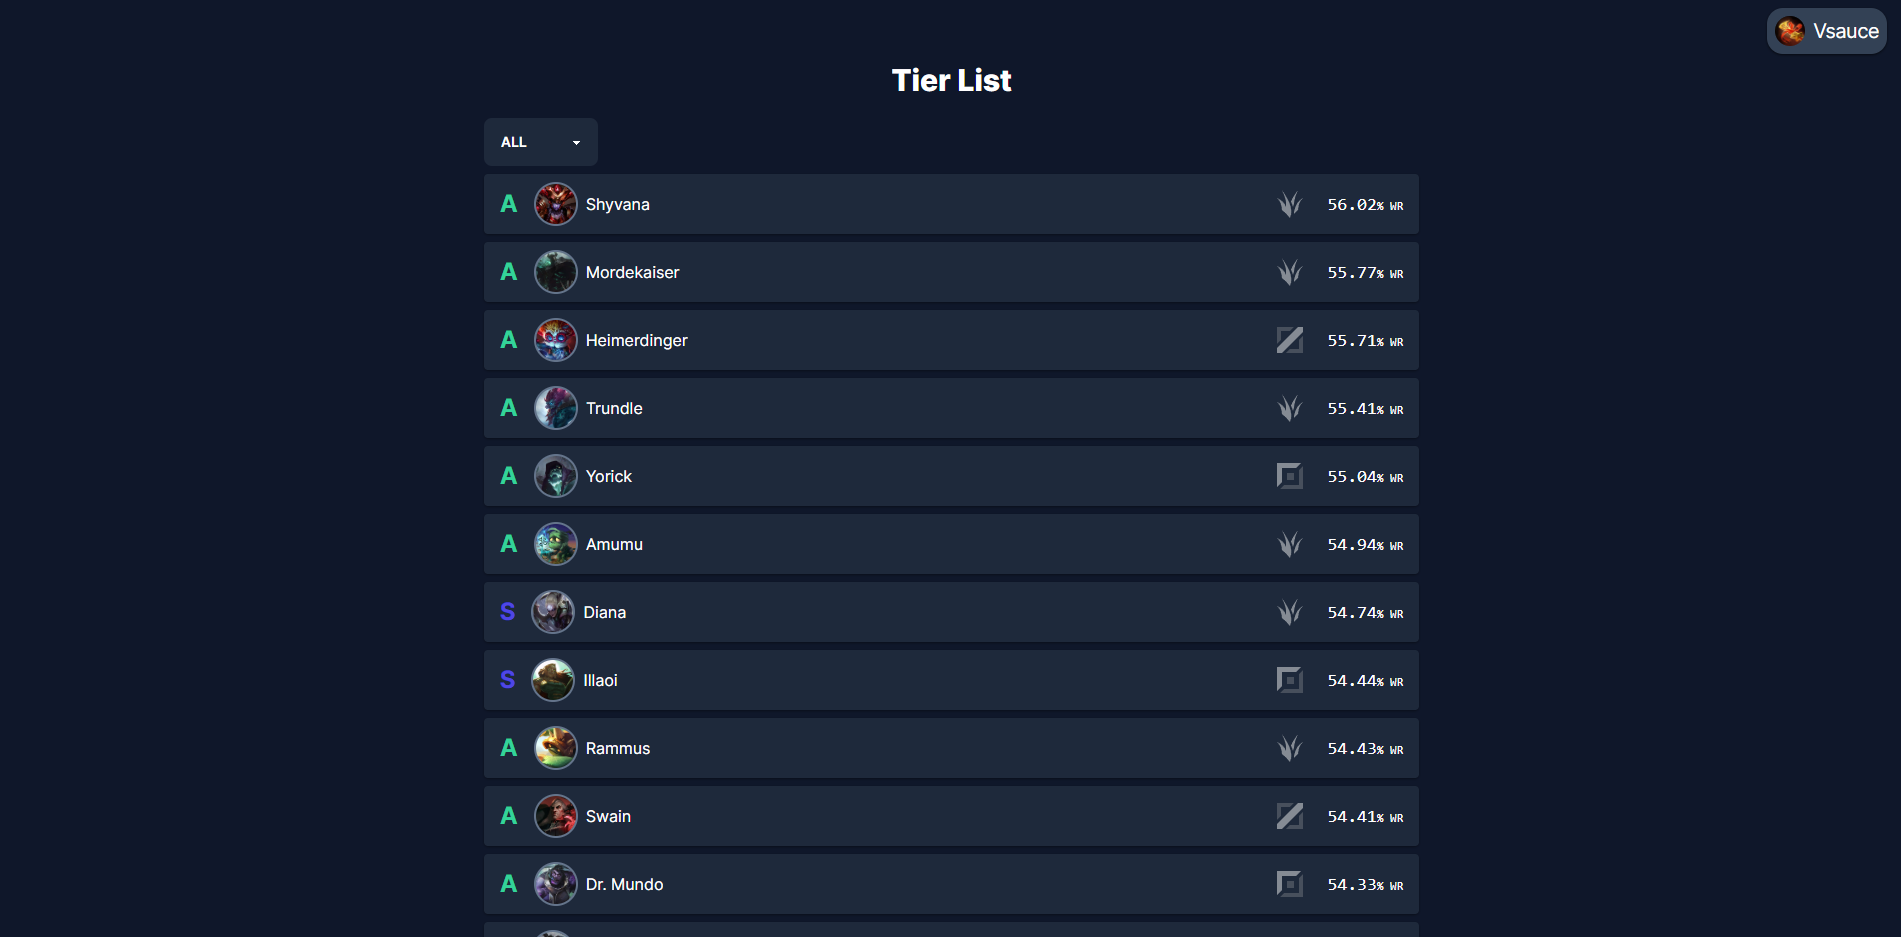 Vsauce
Tier List
ALL
A Shyvana 56.02% WR
A Mordekaiser 55.77% WR
A Heimerdinger 55.71% WR
A Trundle 55.41% WR
A Yorick 55.04% WR
A Amumu 54.94% WR
S Diana 54.74% WR
S Illaoi 54.44% WR
A Rammus 54.43% WR
A Swain 54.41% WR
A Dr. Mundo 54.33% WR